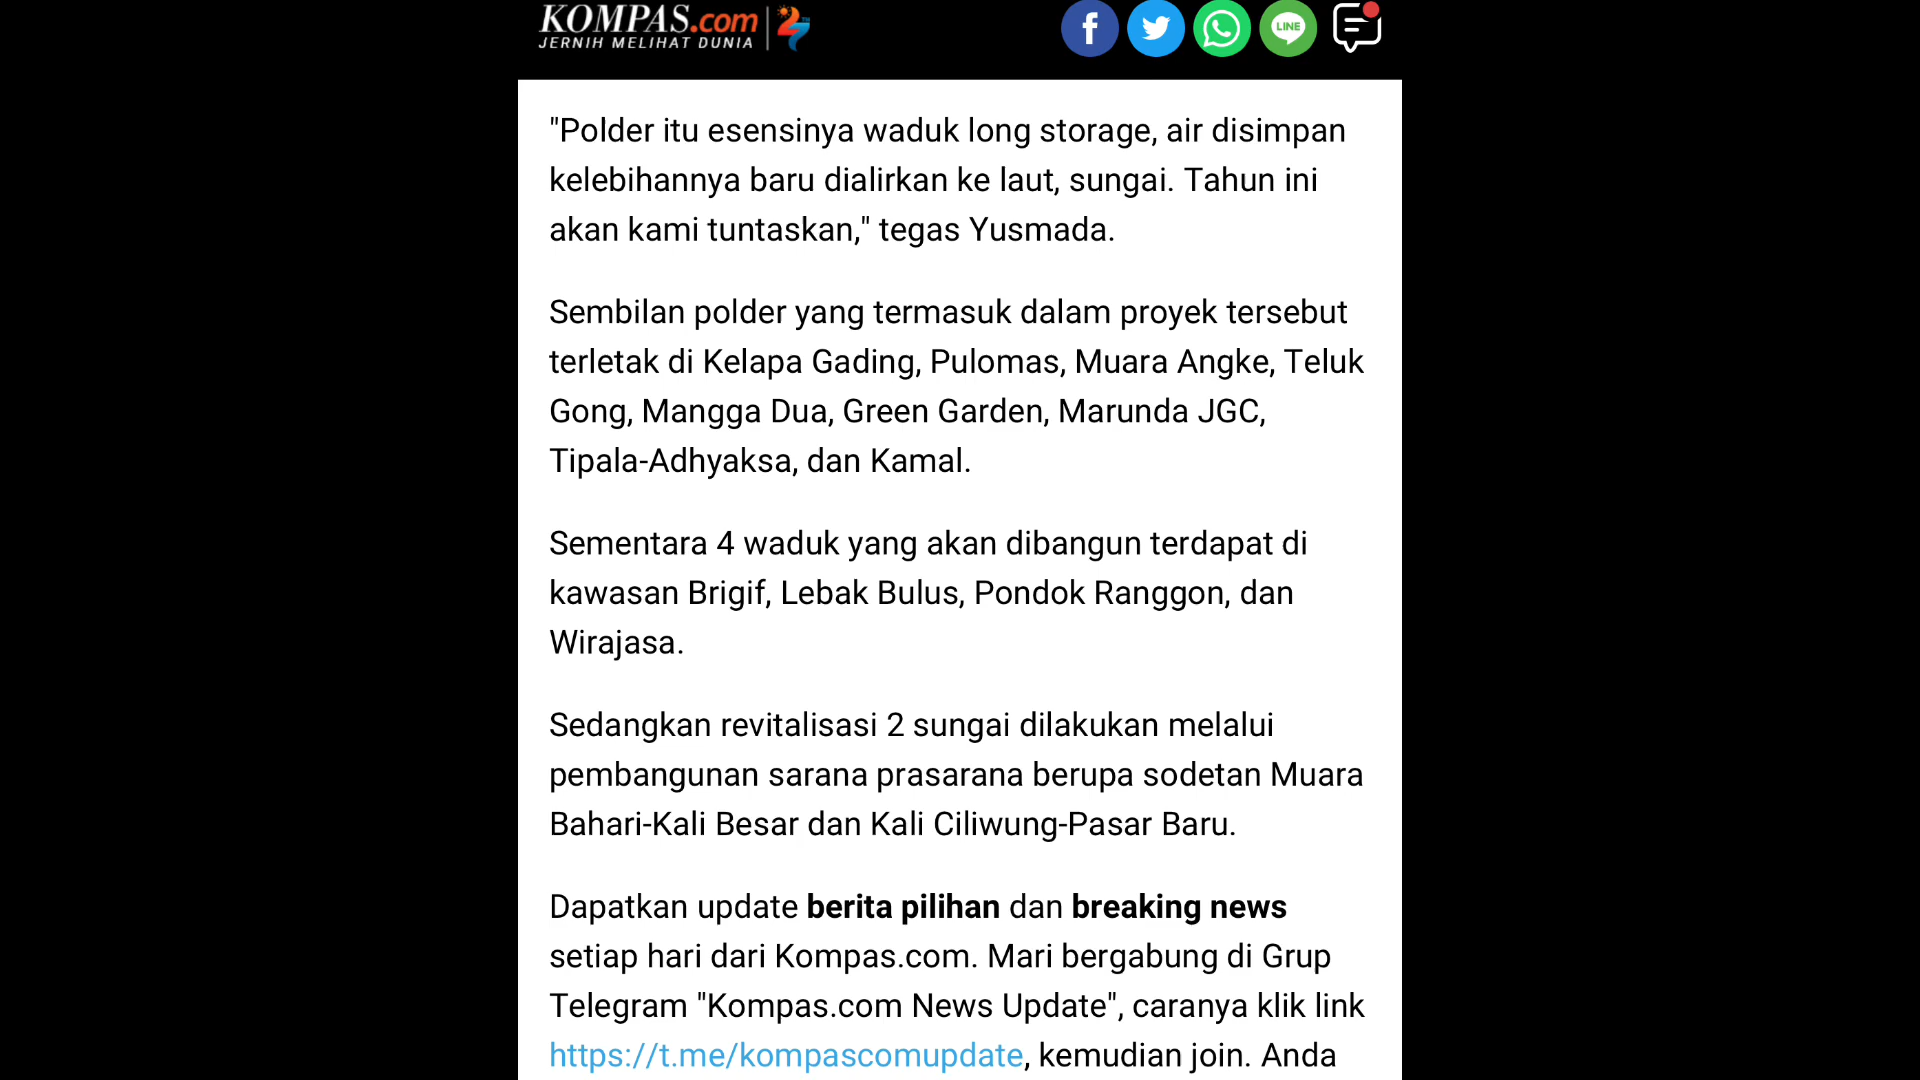 KOMPAS.com
JERNIH MELIHAT DUNIA
LINE
"Polder itu esensinya waduk long storage, air disimpan
kelebihannya baru dialirkan ke laut, sungai. Tahun ini
akan kami tuntaskan," tegas Yusmada.
Sembilan polder yang termasuk dalam proyek tersebut
terletak di Kelapa Gading, Pulomas, Muara Angke, Teluk
Gong, Mangga Dua, Green Garden, Marunda JGC,
Tipala-Adhyaksa, dan Kamal.
Sementara 4 waduk yang akan dibangun terdapat di
kawasan Brigif, Lebak Bulus, Pondok Ranggon, dan
Wirajasa.
Sedangkan revitalisasi 2 sungai dilakukan melalui
pembangunan sarana prasarana berupa sodetan Muara
Bahari-Kali Besar dan Kali Ciliwung-Pasar Baru.
Dapatkan update berita pilihan dan breaking news
setiap hari dari Kompas.com. Mari bergabung di Grup
Telegram "Kompas.com News Update", caranya klik link
https://t.me/kompascomupdate, kemudian join. Anda